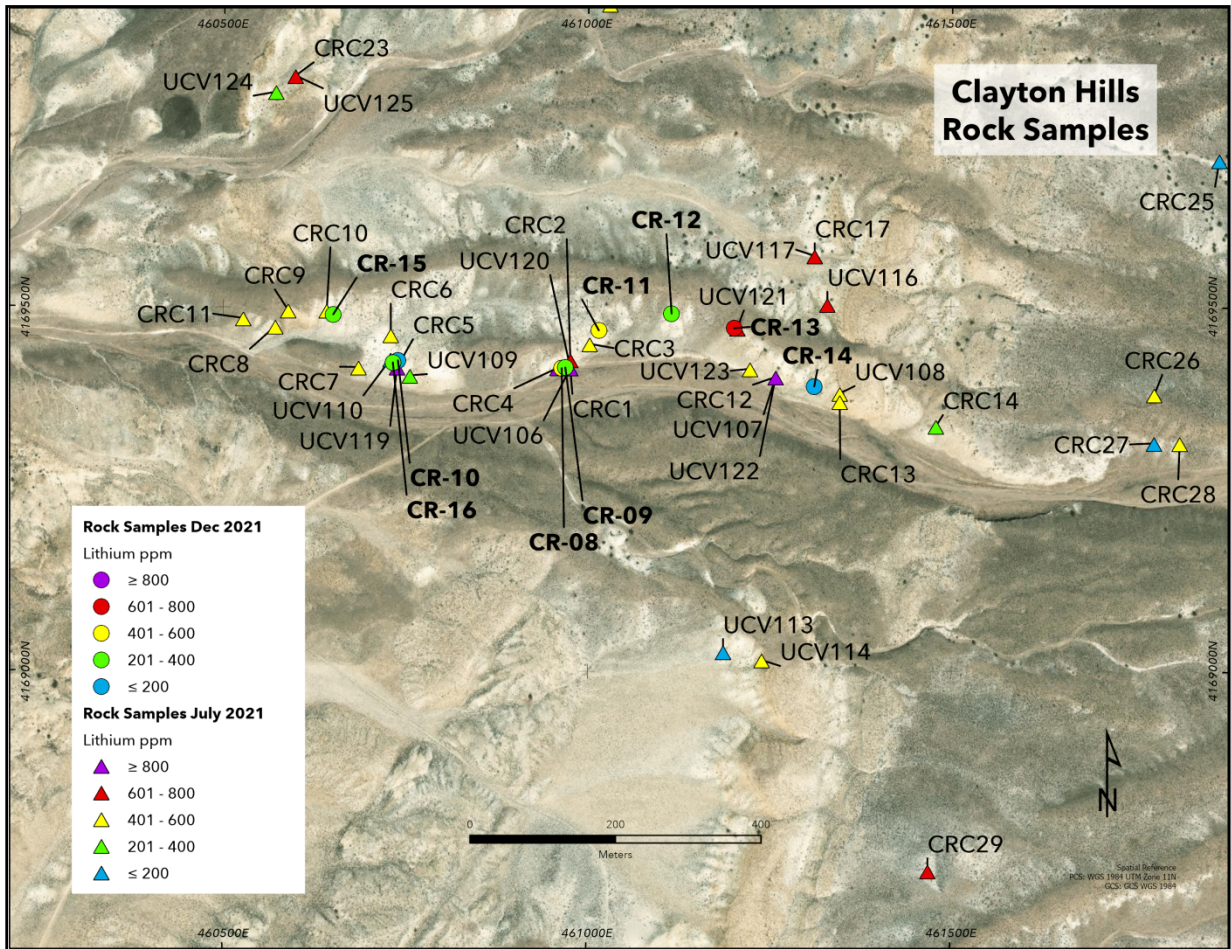 460500E
461000E
461500E
CRC23
UCV124
UCV125
Clayton Hills
Rock Samples
CRC25
CRC2
CR-12
CRC10
UCV120
UCV117
CRC17
CR-15
CRC9
CRC6
CR-11
UCV116
4169500N
4169500N
CRC11
UCV121
CRC5
CR-13
CRC8
UCV109
CRC3
CR-14
CRC7
UCV123
UCV108
CRC26
UCV110
CRC4
CRC1
CRC12
CRC14
UCV119
UCV106
UCV107
CRC27
CR-10
UCV122
CRC13
CRC28
CR-16
CR-09
CR-08
Rock Samples Dec 2021
Lithium ppm
≥ 800
601 - 800
401 - 600
201 - 400
≤ 200
Rock Samples July 2021
Lithium ppm
≥ 800
601 - 800
401 - 600
201 - 400
≤ 200
UCV113
UCV114
4169000N
4169000N
N
0
200
400
Meters
CRC29
Spatial Reference
PCS: WGS 1984 UTM Zone 11N
GCS: GCS WGS 1984
460500E
461000E
461500E